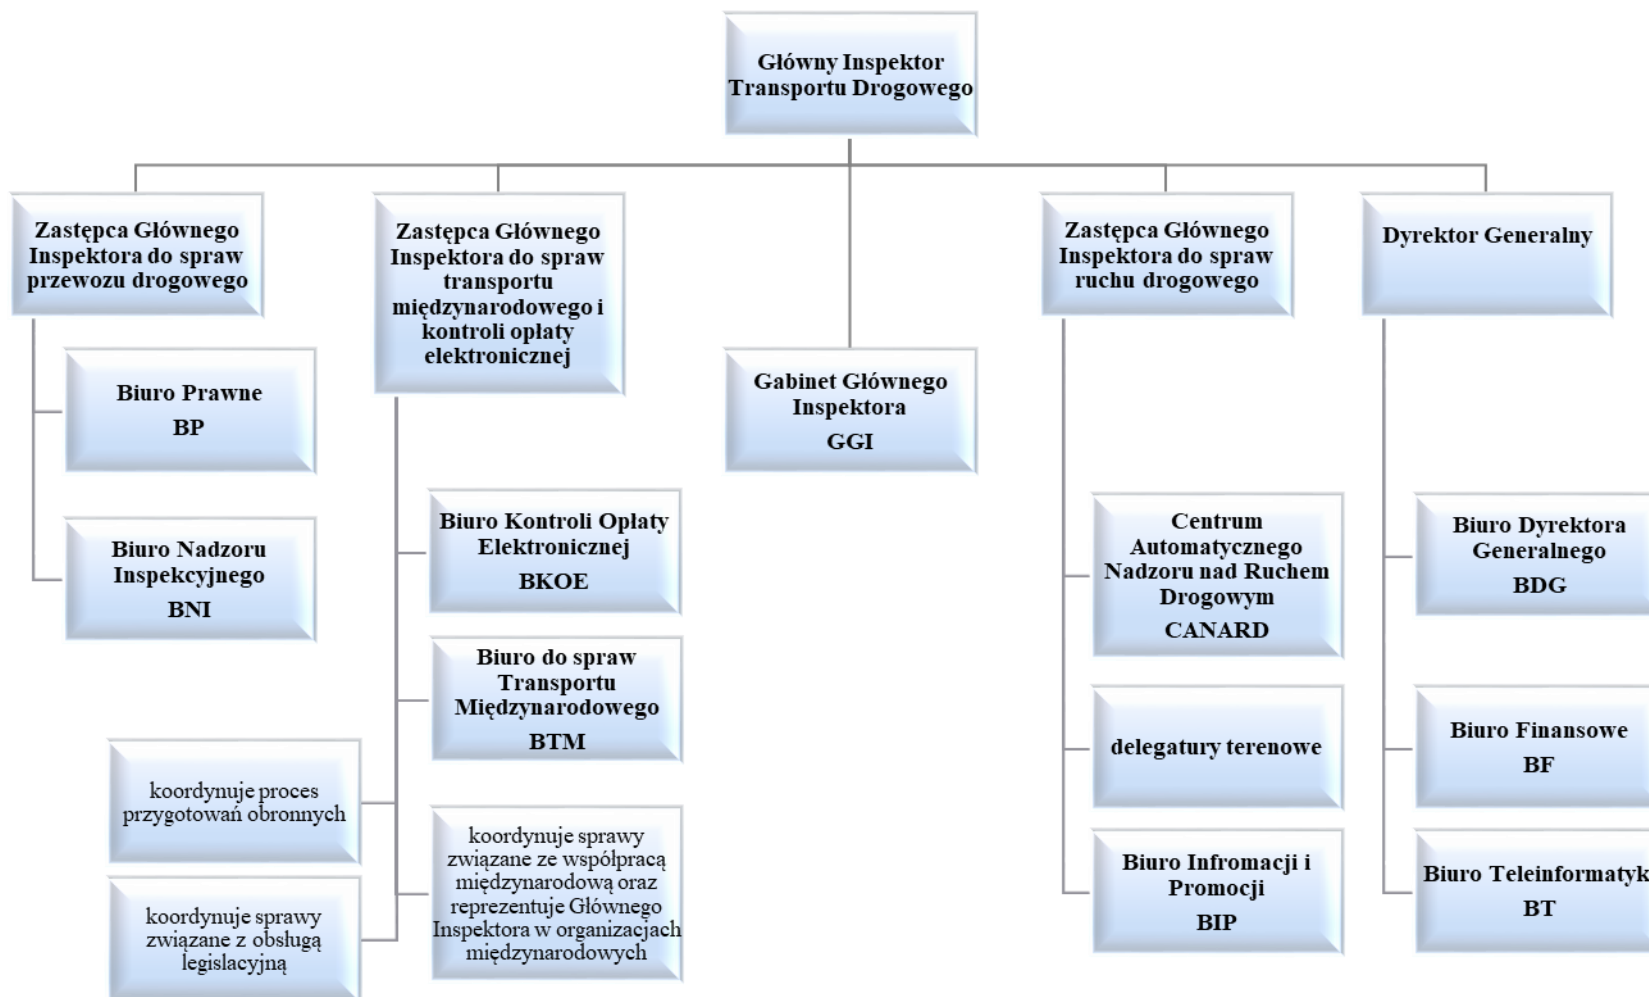 Główny Inspektor
Transportu Drogowego
Zastępca Głównego
Inspektora do spraw
przewozu drogowego
Biuro Prawne
BP
Biuro Nadzoru
Inspekcyjnego
BNI
Zastępca Głównego
Inspektora do spraw
transportu
międzynarodowego i
kontroli opłaty
elektronicznej
Biuro Kontroli Opłaty
Elektronicznej
BKOE
Biuro do spraw
Transportu
Międzynarodowego
BTM
koordynuje proces
przygotowań obronnych
koordynuje sprawy
związane ze współpracą
międzynarodową oraz
reprezentuje Głównego
Inspektora w organizacjach
międzynarodowych
koordynuje sprawy
związane z obsługą
legislacyjną
Gabinet Głównego
Inspektora
GGI
Zastępca Głównego
Inspektora do spraw
ruchu drogowego
Centrum
Automatycznego
Nadzoru nad Ruchem
Drogowym
CANARD
delegatury terenowe
Biuro Infromacji i
Promocji
BIP
Dyrektor Generalny
Biuro Dyrektora
Generalnego
BDG
Biuro Finansowe
BF
Biuro Teleinformatyk
BT